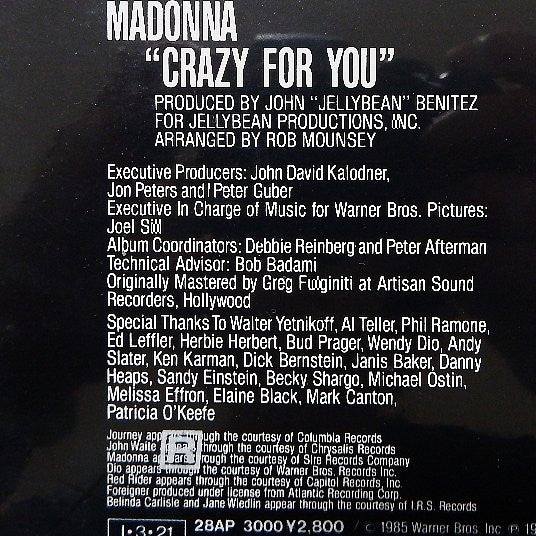 MADONNA
"CRAZY FOR YOU"
PRODUCED BY JOHN "JELLYBEAN" BENITEZ
FOR JELLYBEAN PRODUCTIONS, INC.
ARRANGED BY ROB MOUNSEY
Executive Producers: John David Kalodner,
Jon Peters and Peter Guber
Executive In Charge of Music for Warner Bros. Pictures:
Joel Sill
Album Coordinators: Debbie Reinberg and Peter Afterman
Technical Advisor: Bob Badami
Originally Mastered by Greg Fulginiti at Artisan Sound
Recorders, Hollywood
Special Thanks To Walter Yetnikoff, Al Teller, Phil Ramone,
Ed Leffler, Herbie Herbert, Bud Prager, Wendy Dio, Andy
Slater, Ken Karman, Dick Bernstein, Janis Baker, Danny
Heaps, Sandy Einstein, Becky Shargo, Michael Ostin,
Melissa Effron, Elaine Black, Mark Canton,
Patricia O'Keefe
Journey appears through the courtesy of Columbia Records
John Waite appears through the courtesy of Chrysalis Records
Madonna appears through the courtesy of Sire Records Company
Dio appears through the courtesy of Warner Bros. Records Inc.
Red Rider appears through the courtesy of Capitol Records, Inc.
Foreigner produced under license from Atlantic Recording Corp.
Belinda Carlisle and Jane Wiedlin appear through the courtesy of I.R.S. Records
1·3·21 28AP 3000 ¥2,800 / © 1985 Warner Bros. Inc ℗ 19